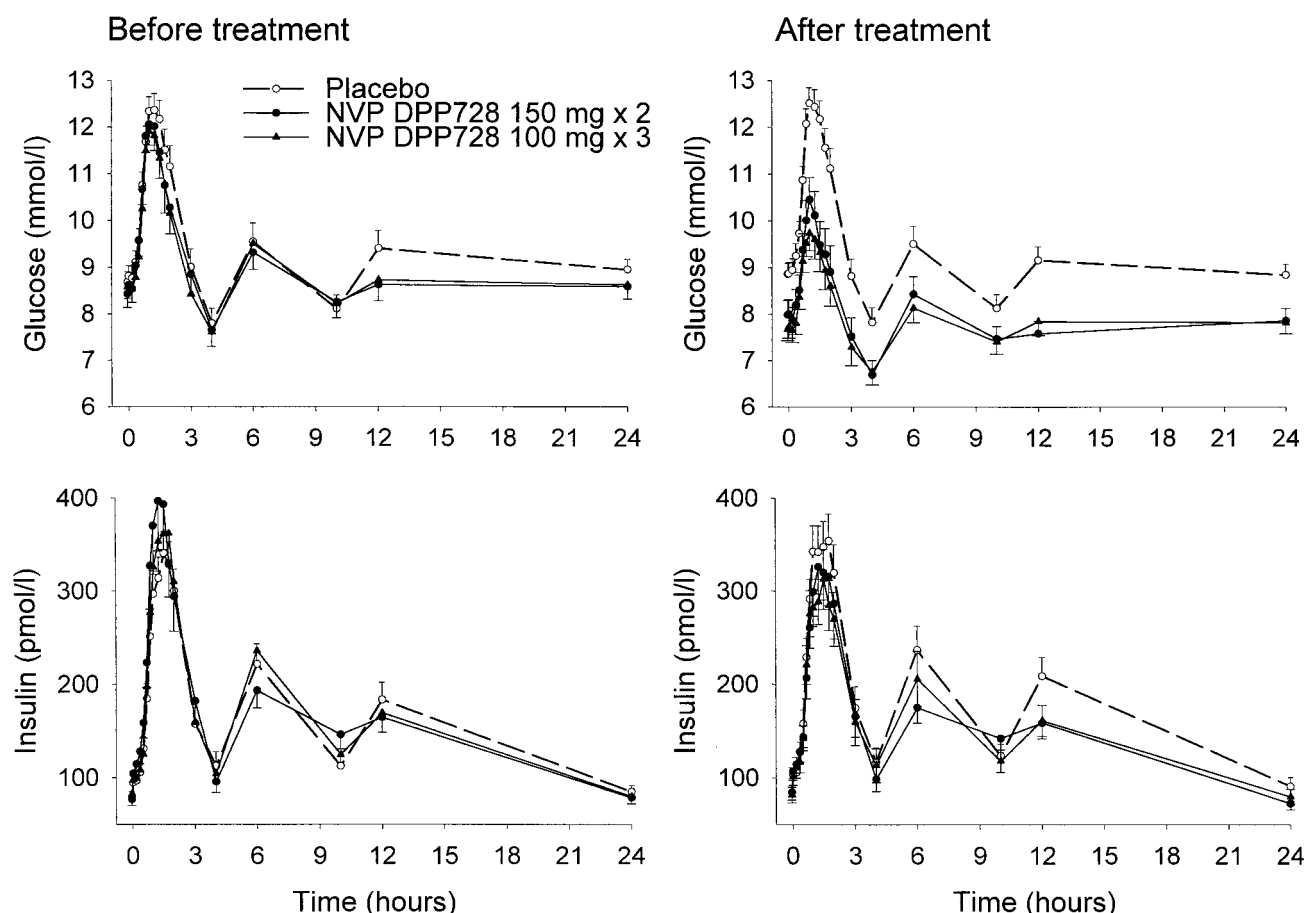 Before treatment
After treatment
Placebo
NVP DPP728 150 mg x 2
NVP DPP728 100 mg x 3
Glucose (mmol/l)
13
12
11
10
9
8
7
6
0 3 6 9 12 15 18 21 24
Glucose (mmol/l)
13
12
11
10
9
8
7
6
0 3 6 9 12 15 18 21 24
Insulin (pmol/l)
400
300
200
100
0 3 6 9 12 15 18 21 24
Time (hours)
Insulin (pmol/l)
400
300
200
100
0 3 6 9 12 15 18 21 24
Time (hours)